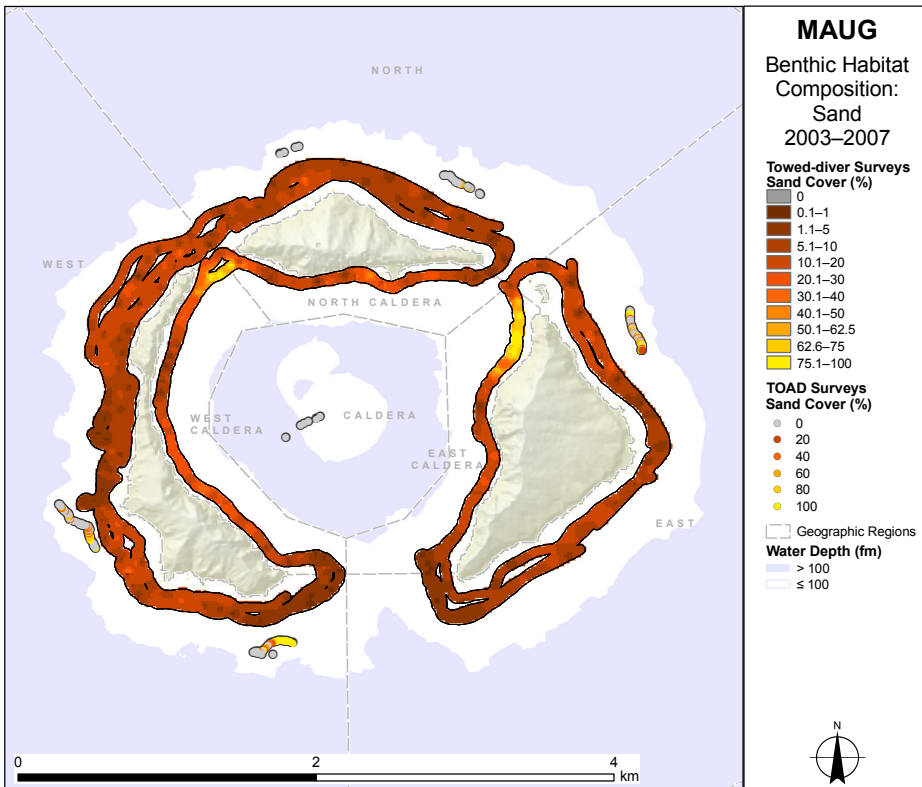 MAUG
Benthic Habitat
Composition:
Sand
2003–2007
Towed-diver Surveys
Sand Cover (%)
0
0.1–1
1.1–5
5.1–10
10.1–20
20.1–30
30.1–40
40.1–50
50.1–62.5
62.6–75
75.1–100
TOAD Surveys
Sand Cover (%)
0
20
40
60
80
100
Geographic Regions
Water Depth (fm)
> 100
≤ 100
N
NORTH
WEST
NORTH CALDERA
WEST
CALDERA
CALDERA
EAST
CALDERA
EAST
0
2
4
km